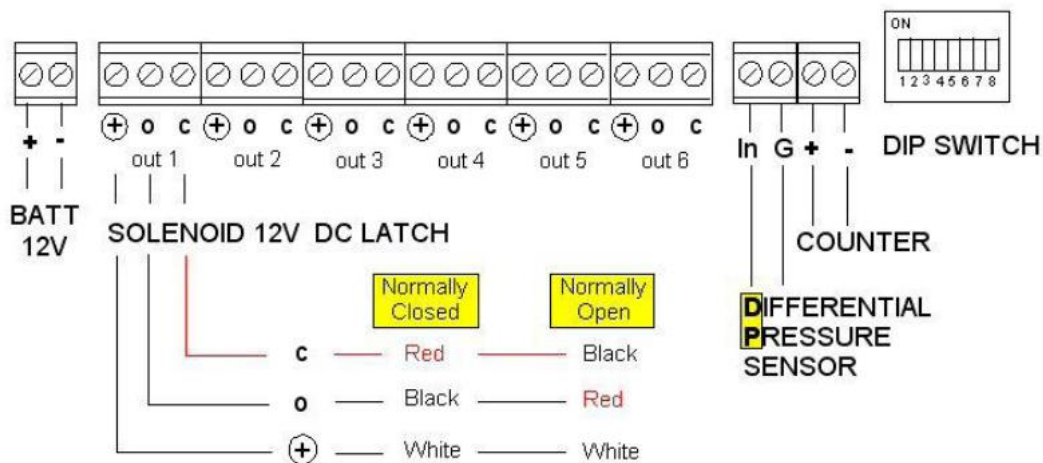 ON
1 2 3 4 5 6 7 8
+ -
+ o c + o c + o c + o c + o c + o c
out 1 out 2 out 3 out 4 out 5 out 6
In G + -
DIP SWITCH
BATT
12V
SOLENOID 12V DC LATCH
COUNTER
DIFFERENTIAL
PRESSURE
SENSOR
Normally
Closed
Normally
Open
c Red Black
o Black Red
+ White White